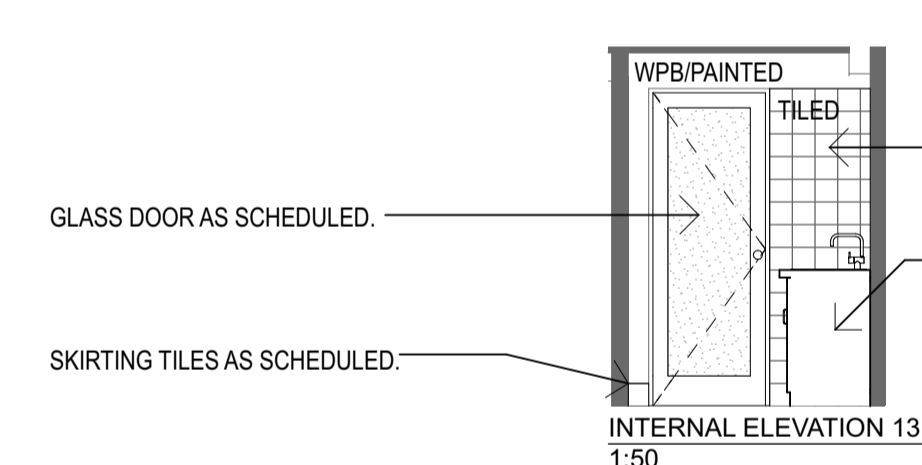 WPB/PAINTED
TILED
GLASS DOOR AS SCHEDULED.
SKIRTING TILES AS SCHEDULED.
INTERNAL ELEVATION 13
1:50